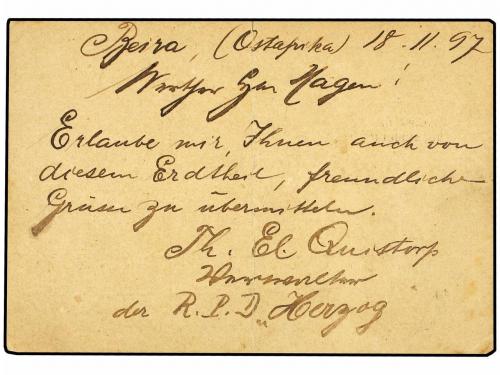 Beira, (Ostafrika) 18.11.97
Werther Herr Hagen!
Erlaube mir, Ihnen auch von
diesem Erdtheil, freundliche
Grüsse zu übermitteln.
Th. El. Quistorp
Verwalter
der R.P.D „Herzog"